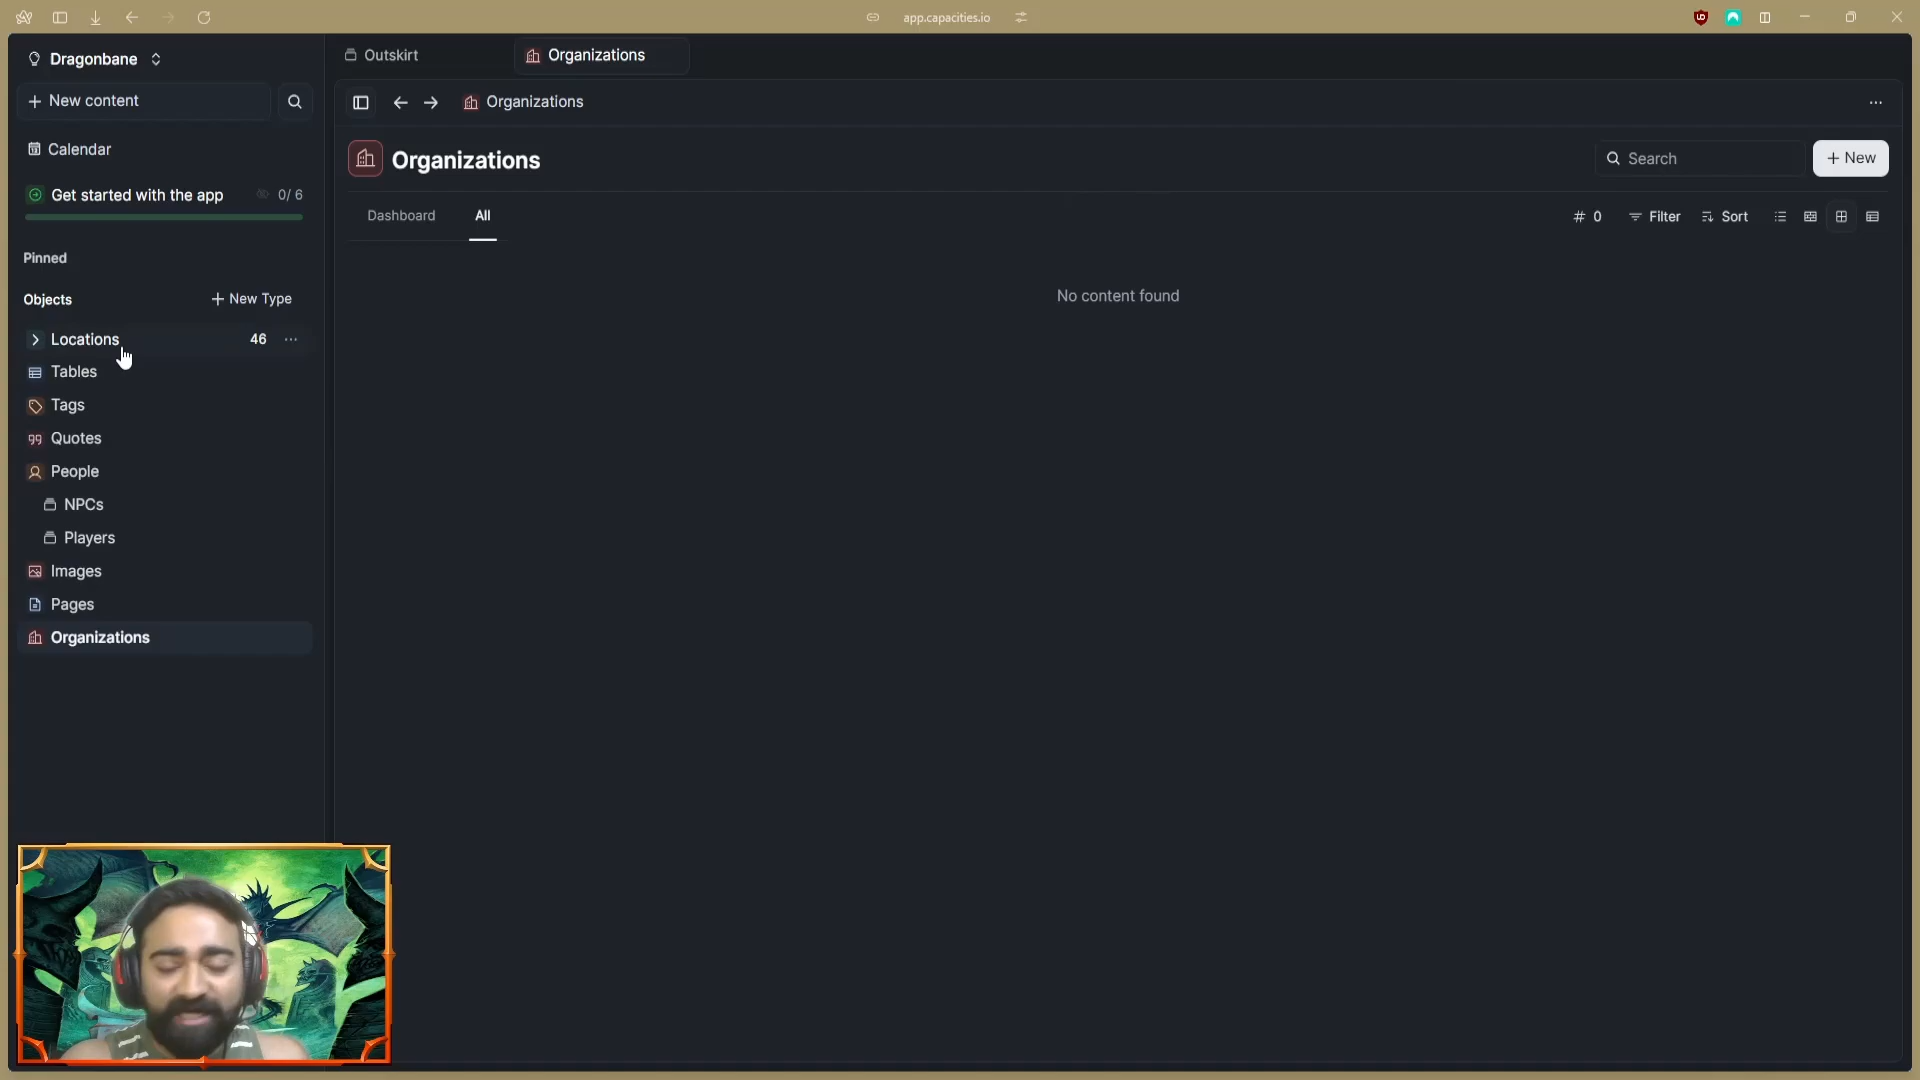 app.capacities.io
Dragonbane
Outskirt
Organizations
New content
Organizations
Calendar
Organizations
Search
New
Get started with the app
0/ 6
Dashboard
All
0
Filter
Sort
Pinned
Objects
New Type
No content found
Locations
46
Tables
Tags
Quotes
People
NPCs
Players
Images
Pages
Organizations